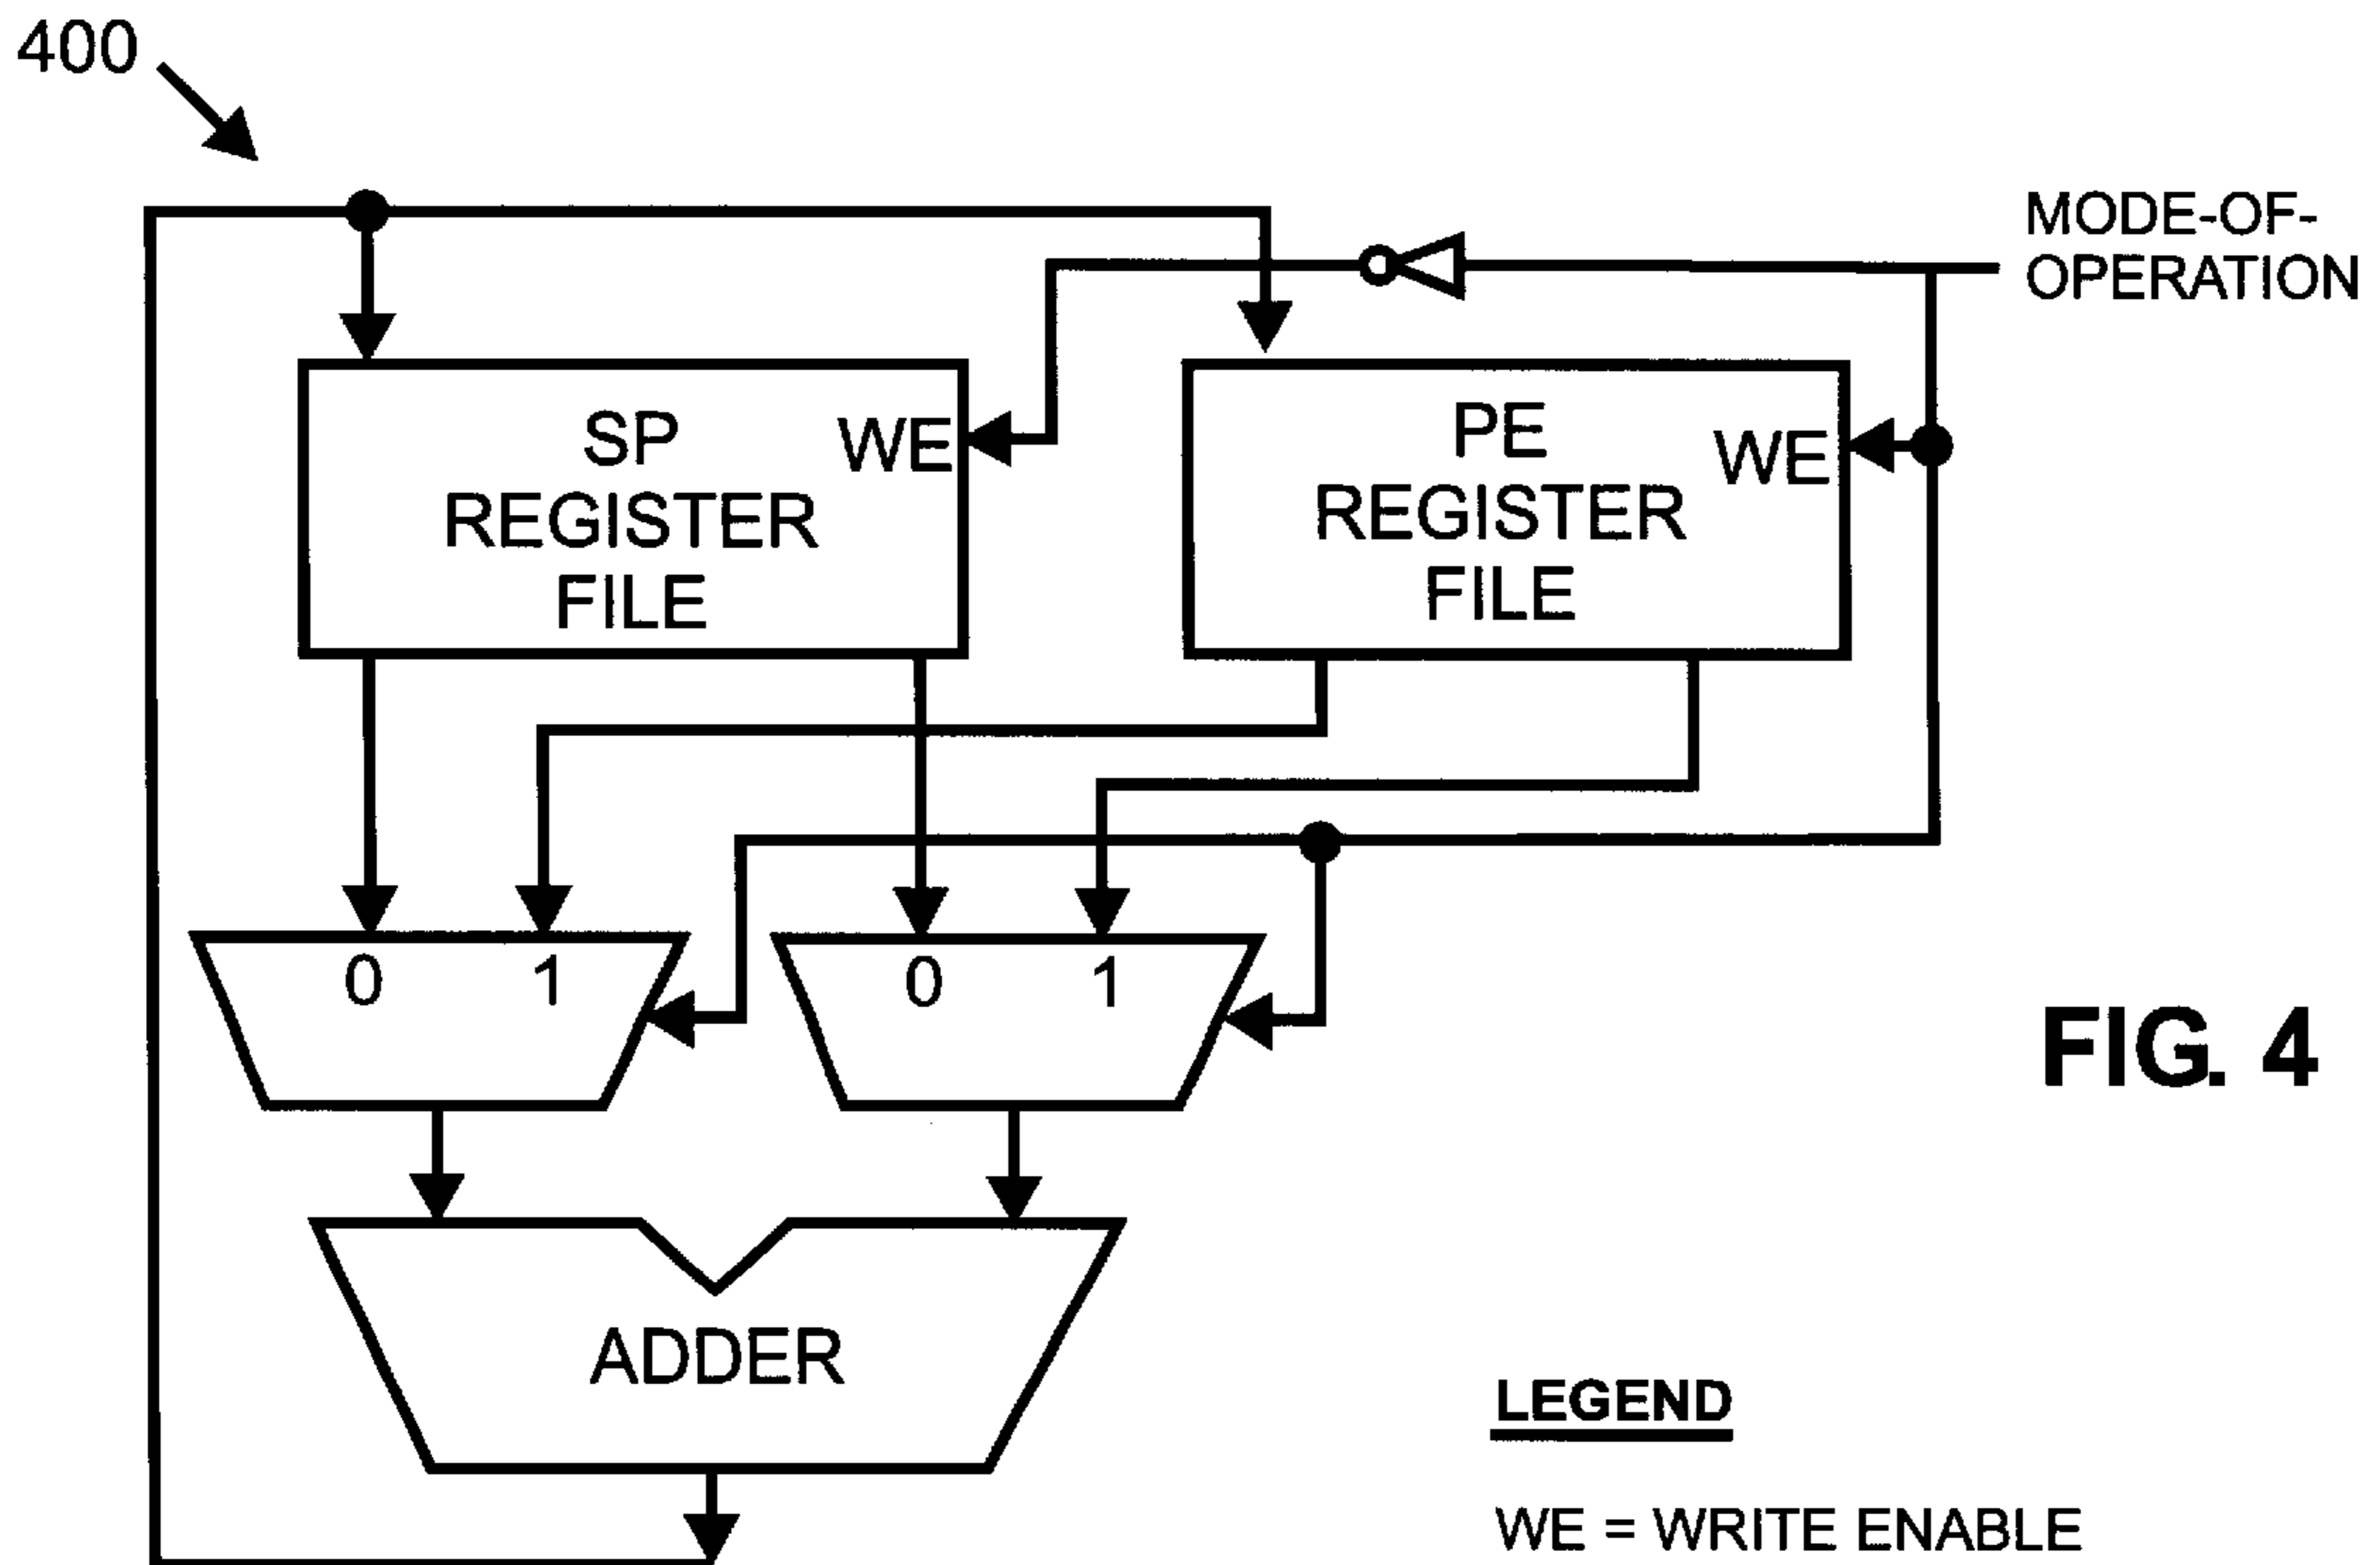 400
MODE-OF-
OPERATION
SP
REGISTER
FILE
WE
PE
REGISTER
FILE
WE
0 1
0 1
FIG. 4
ADDER
LEGEND
WE = WRITE ENABLE